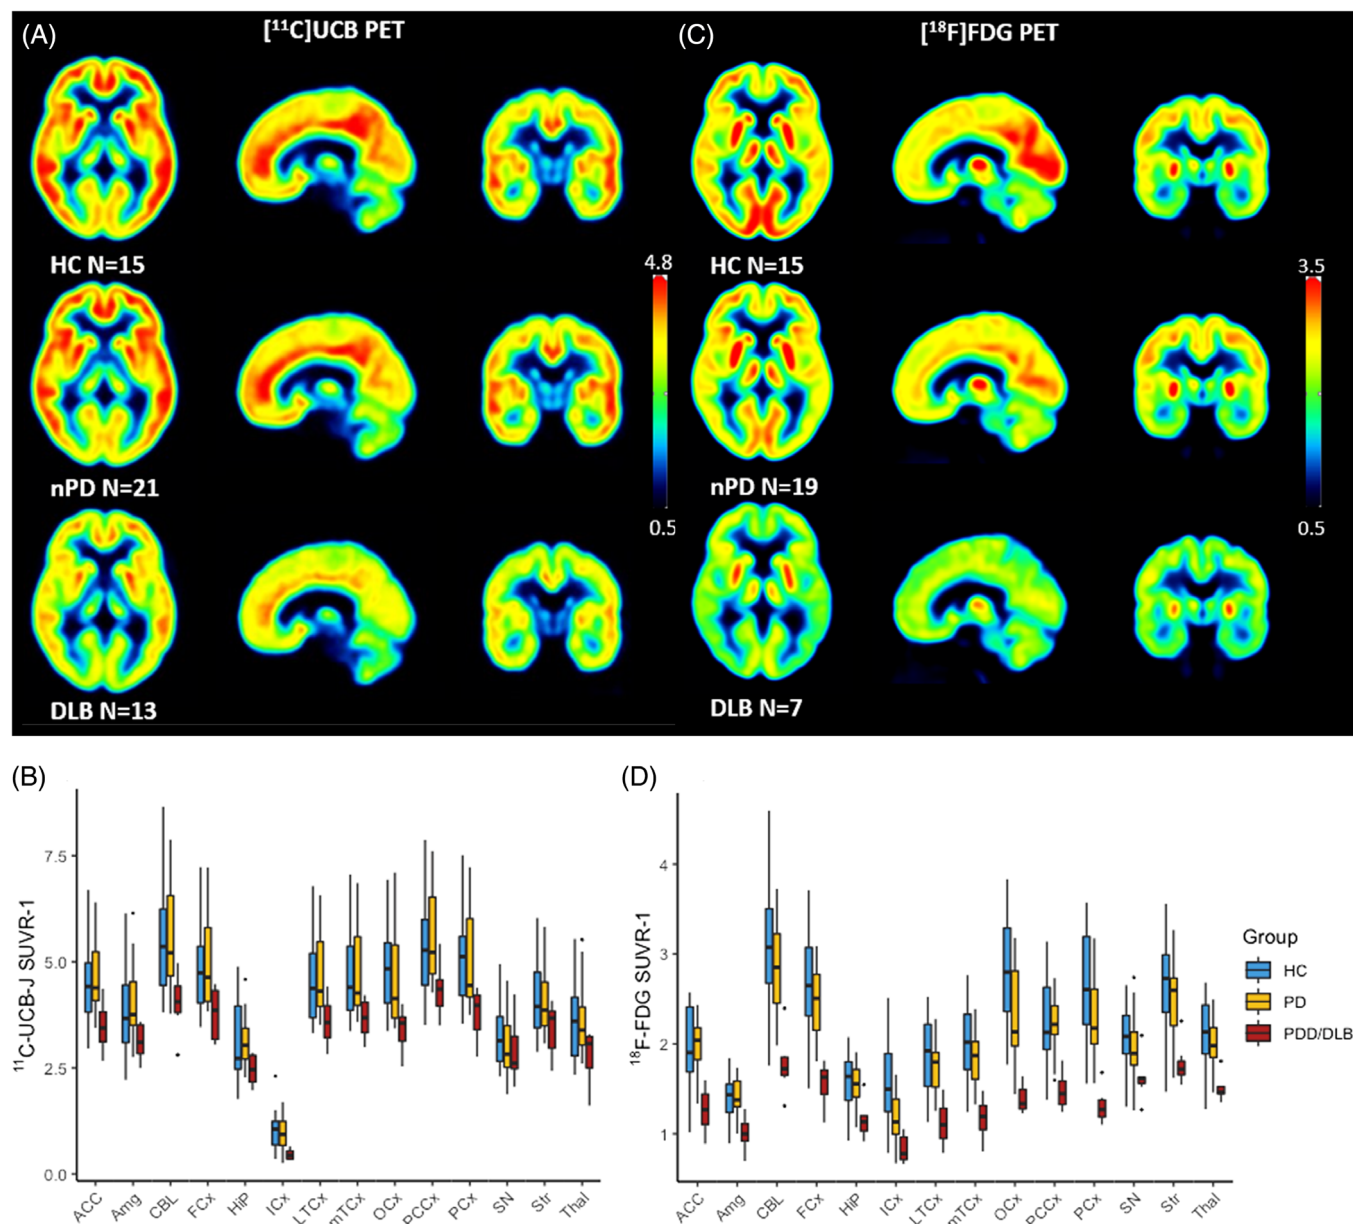 (A)
[¹¹C]UCB PET
(C)
[¹⁸F]FDG PET
HC N=15
HC N=15
4.8
3.5
nPD N=21
nPD N=19
0.5
0.5
DLB N=13
DLB N=7
(B)
(D)
¹¹C-UCB-J SUVR-1
7.5
5.0
2.5
0.0
ACC Amg CBL FCx HiP ICx LTCx mTCx OCx PCCx PCx SN Str Thal
¹⁸F-FDG SUVR-1
4
3
2
1
ACC Amg CBL FCx HiP ICx LTCx mTCx OCx PCCx PCx SN Str Thal
Group
HC
PD
PDD/DLB